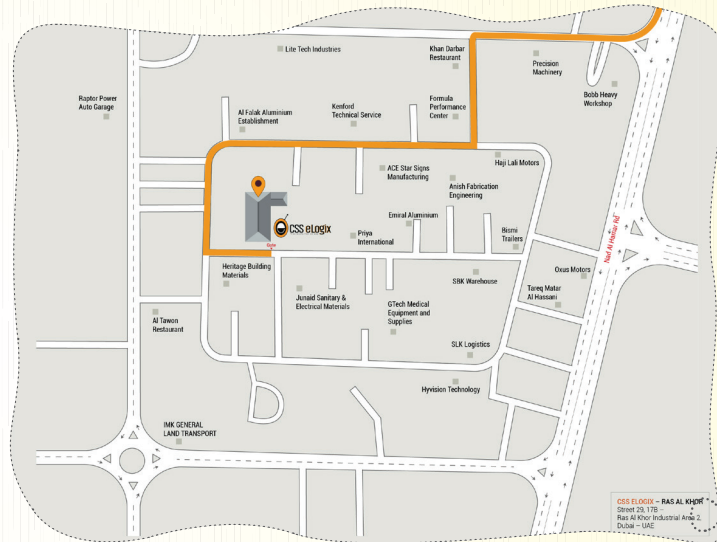 Lite Tech Industries
Khan Darbar
Restaurant
Precision
Machinery
Bobb Heavy
Workshop
Raptor Power
Auto Garage
Al Falak Aluminium
Establishment
Kenford
Technical Service
Formula
Performance
Center
Haji Lali Motors
ACE Star Signs
Manufacturing
Anish Fabrication
Engineering
CSS eLogix
Gate
Emiral Aluminium
Priya
International
Bismi
Trailers
Nad Al Hamar Rd
Heritage Building
Materials
Junaid Sanitary &
Electrical Materials
GTech Medical
Equipment and
Supplies
SBK Warehouse
Oxus Motors
Tareq Matar
Al Hassani
Al Tawon
Restaurant
SLK Logistics
Hyvision Technology
IMK GENERAL
LAND TRANSPORT
CSS ELOGIX – RAS AL KHOR
Street 29, 17B –
Ras Al Khor Industrial Area 2,
Dubai – UAE